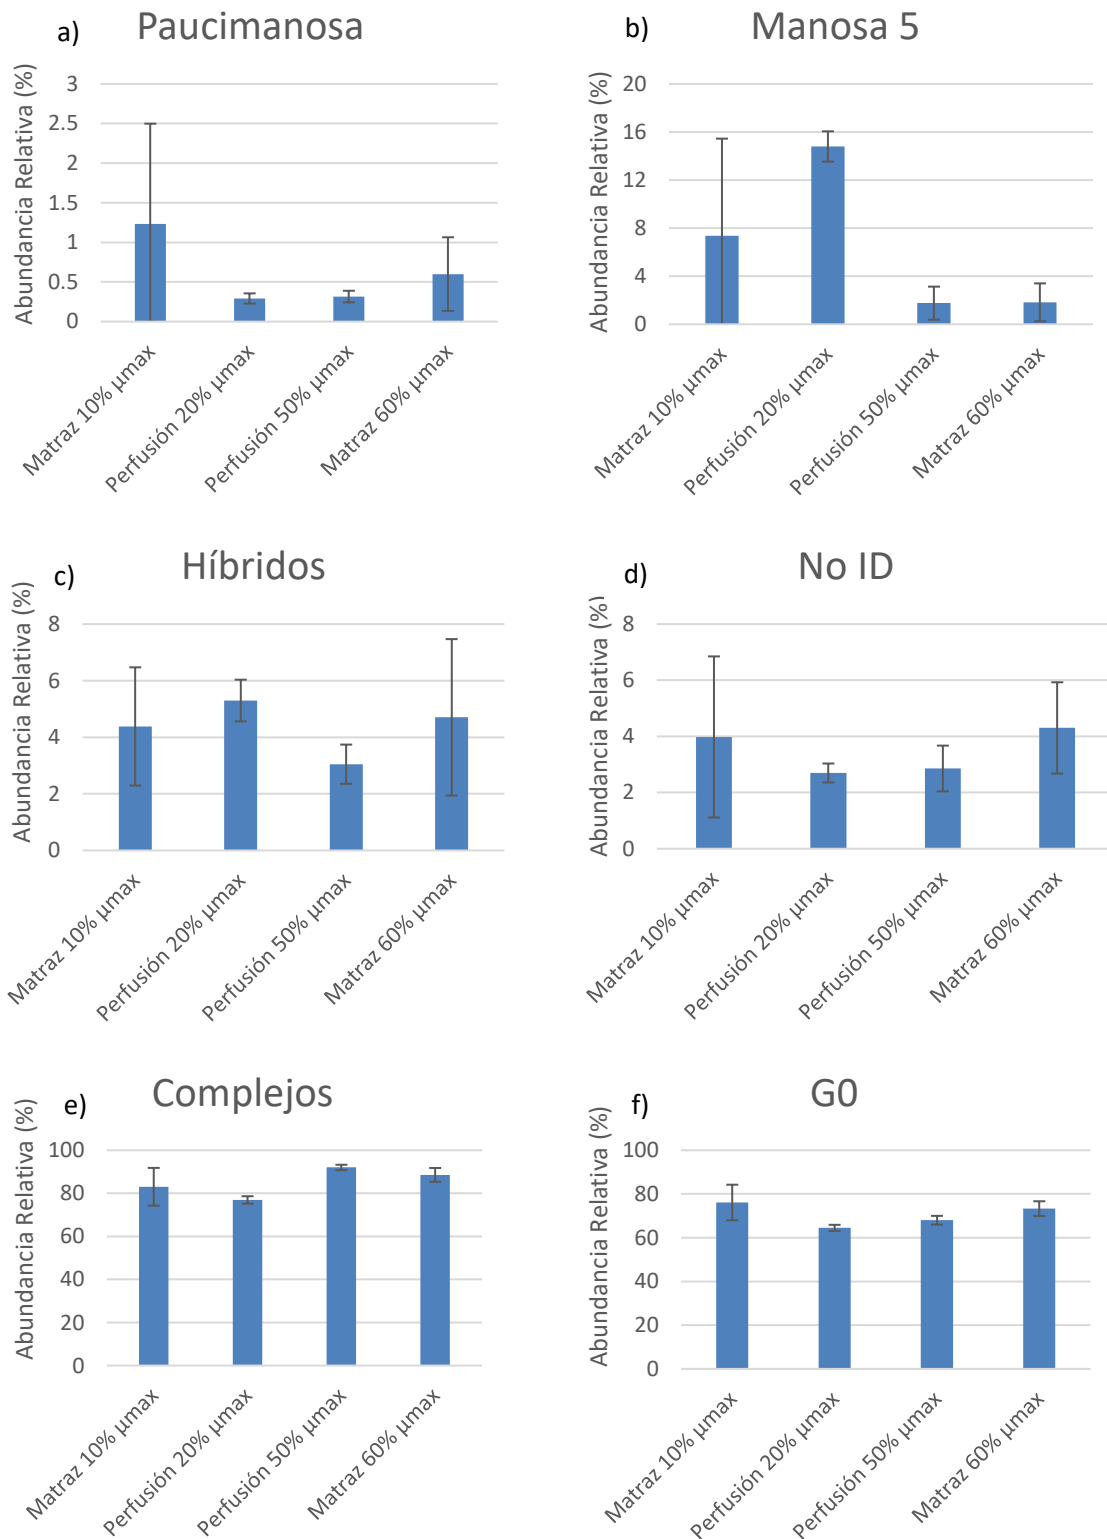 a)
Paucimanosa
Abundancia Relativa (%)
3
2.5
2
1.5
1
0.5
0
Matraz 10% µmax
Perfusión 20% µmax
Perfusión 50% µmax
Matraz 60% µmax
b)
Manosa 5
Abundancia Relativa (%)
20
16
12
8
4
0
Matraz 10% µmax
Perfusión 20% µmax
Perfusión 50% µmax
Matraz 60% µmax
c)
Híbridos
Abundancia Relativa (%)
8
6
4
2
0
Matraz 10% µmax
Perfusión 20% µmax
Perfusión 50% µmax
Matraz 60% µmax
d)
No ID
Abundancia Relativa (%)
8
6
4
2
0
Matraz 10% µmax
Perfusión 20% µmax
Perfusión 50% µmax
Matraz 60% µmax
e)
Complejos
Abundancia Relativa (%)
100
80
60
40
20
0
Matraz 10% µmax
Perfusión 20% µmax
Perfusión 50% µmax
Matraz 60% µmax
f)
G0
Abundancia Relativa (%)
100
80
60
40
20
0
Matraz 10% µmax
Perfusión 20% µmax
Perfusión 50% µmax
Matraz 60% µmax